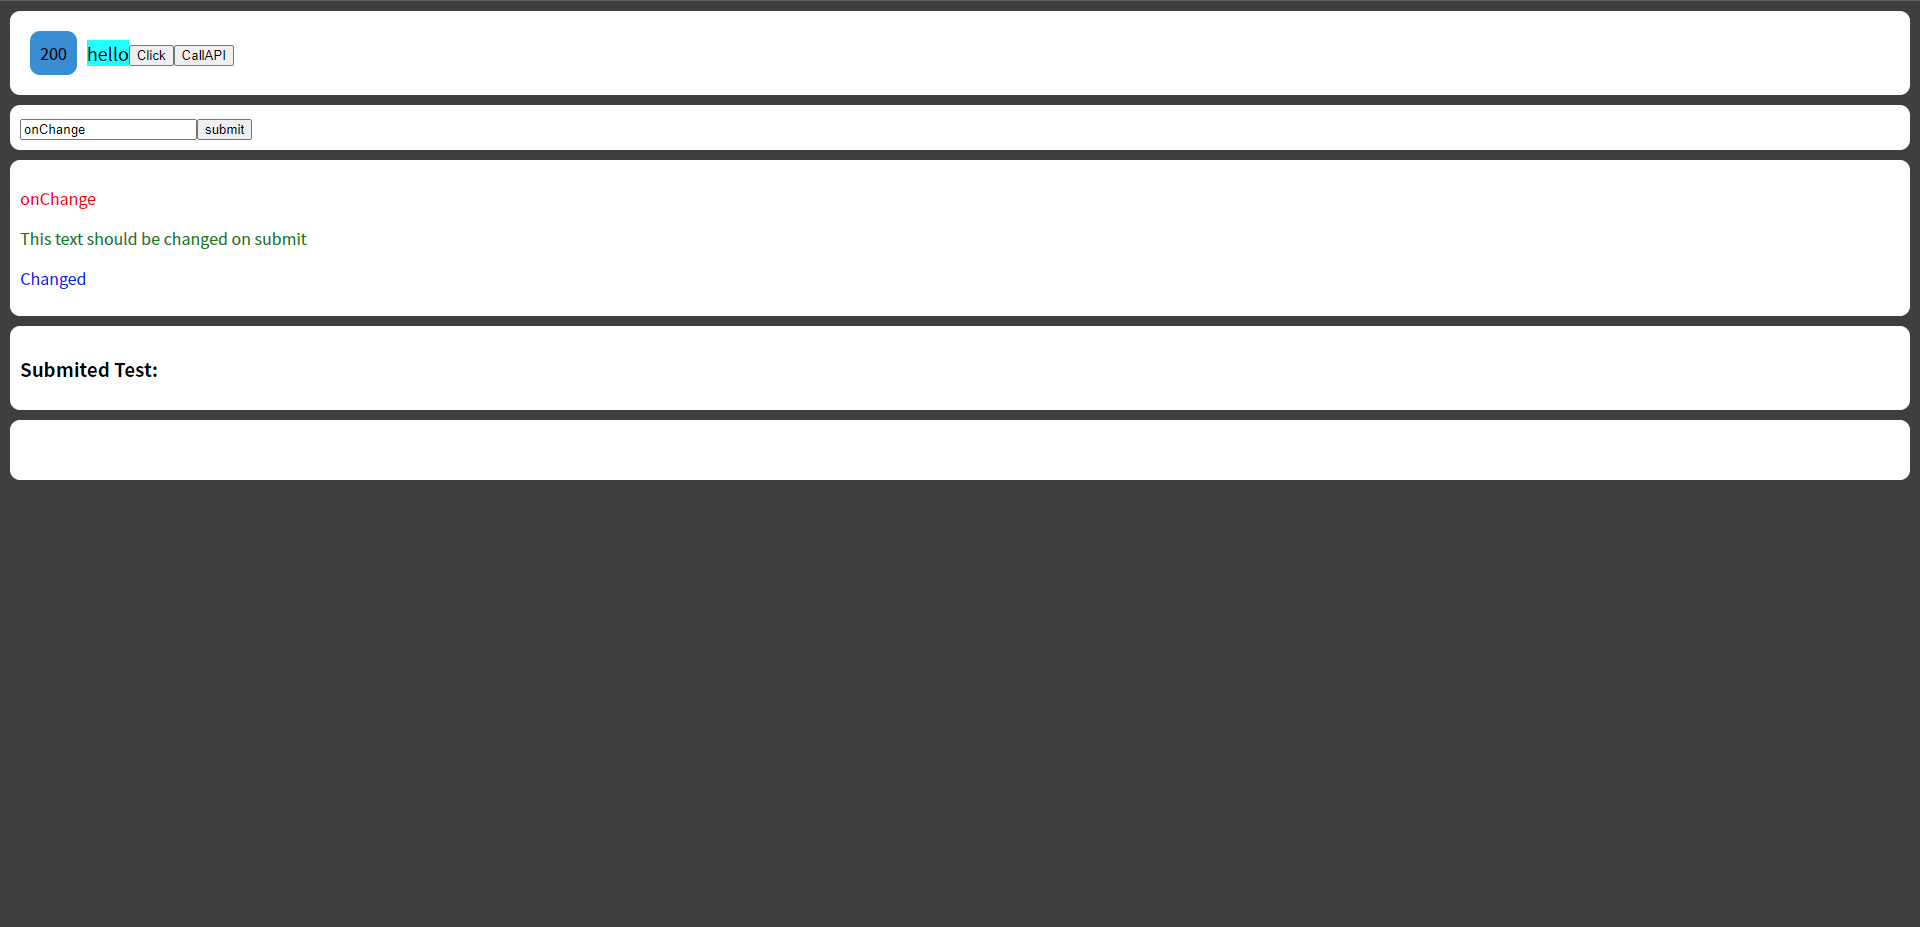 200 hello Click CallAPI
onChange submit
onChange
This text should be changed on submit
Changed
Submited Test: